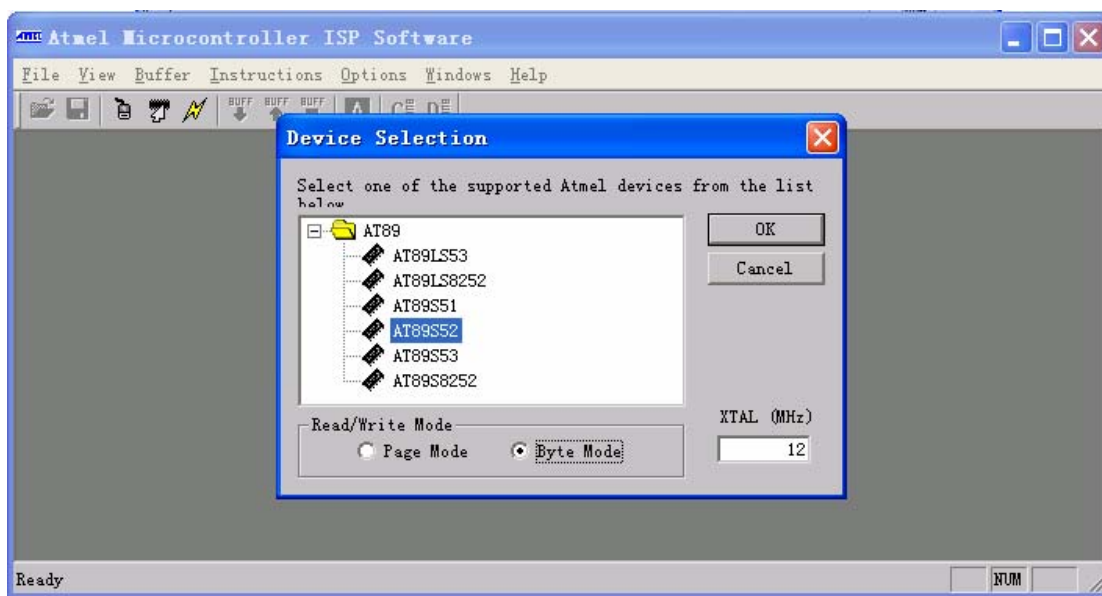 ATMEL Atmel Microcontroller ISP Software
File View Buffer Instructions Options Windows Help
BUFF BUFF BUFF A C D
Device Selection
Select one of the supported Atmel devices from the list
below
AT89
AT89LS53
AT89LS8252
AT89S51
AT89S52
AT89S53
AT89S8252
OK
Cancel
Read/Write Mode
Page Mode Byte Mode
XTAL (MHz)
12
Ready NUM